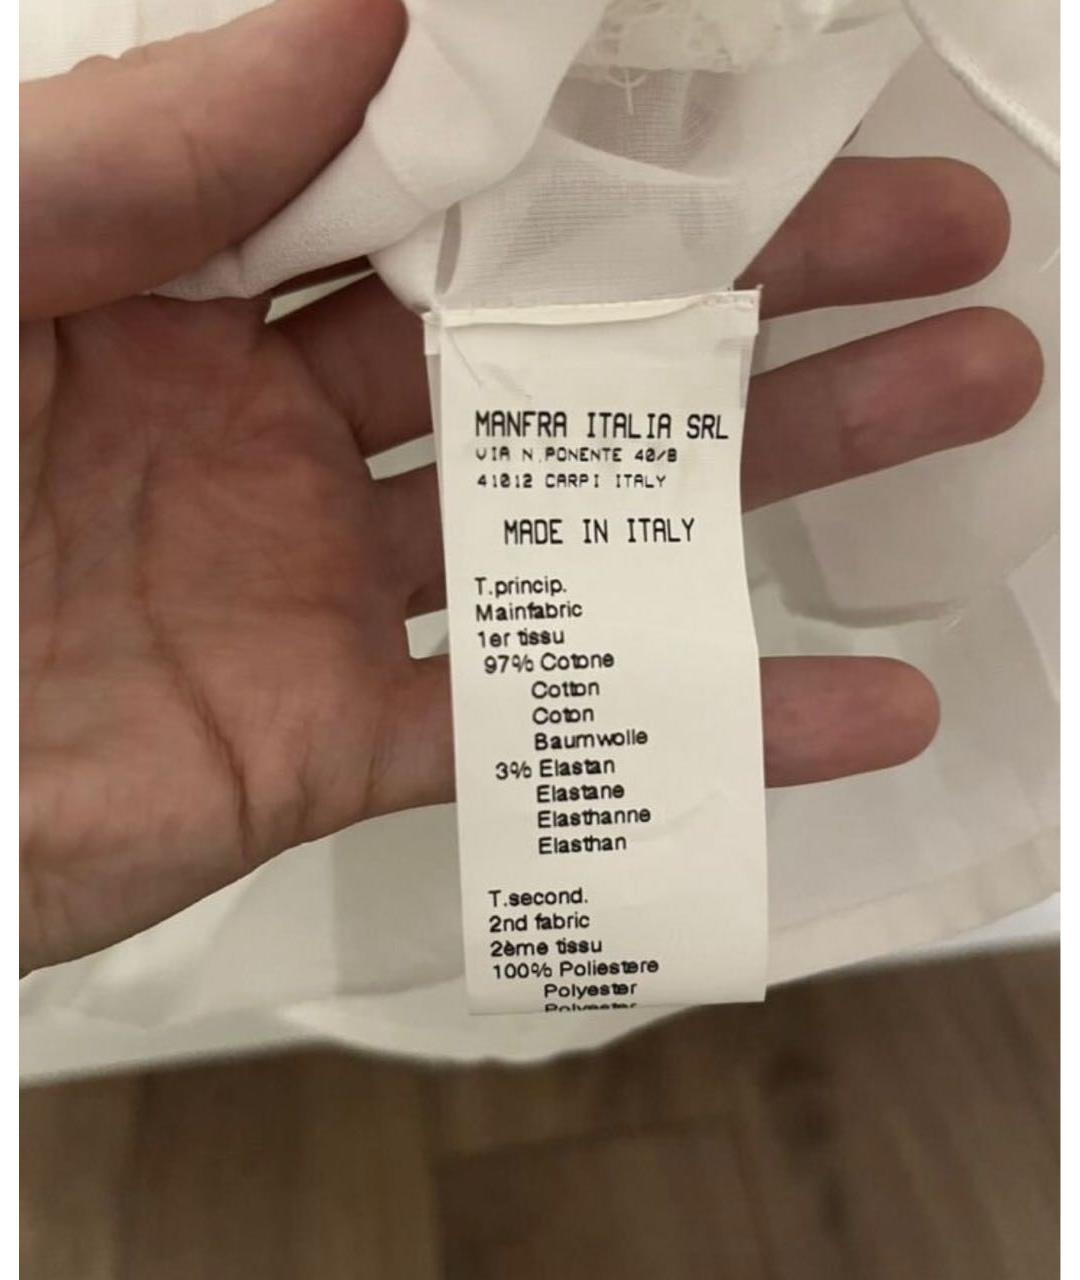 MANFRA ITALIA SRL
VIA N.PONENTE 40/B
41012 CARPI ITALY
MADE IN ITALY
T.princip.
Mainfabric
1er tissu
97% Cotone
Cotton
Coton
Baumwolle
3% Elastan
Elastane
Elasthanne
Elasthan
T.second.
2nd fabric
2ème tissu
100% Poliestere
Polyester
Polyester